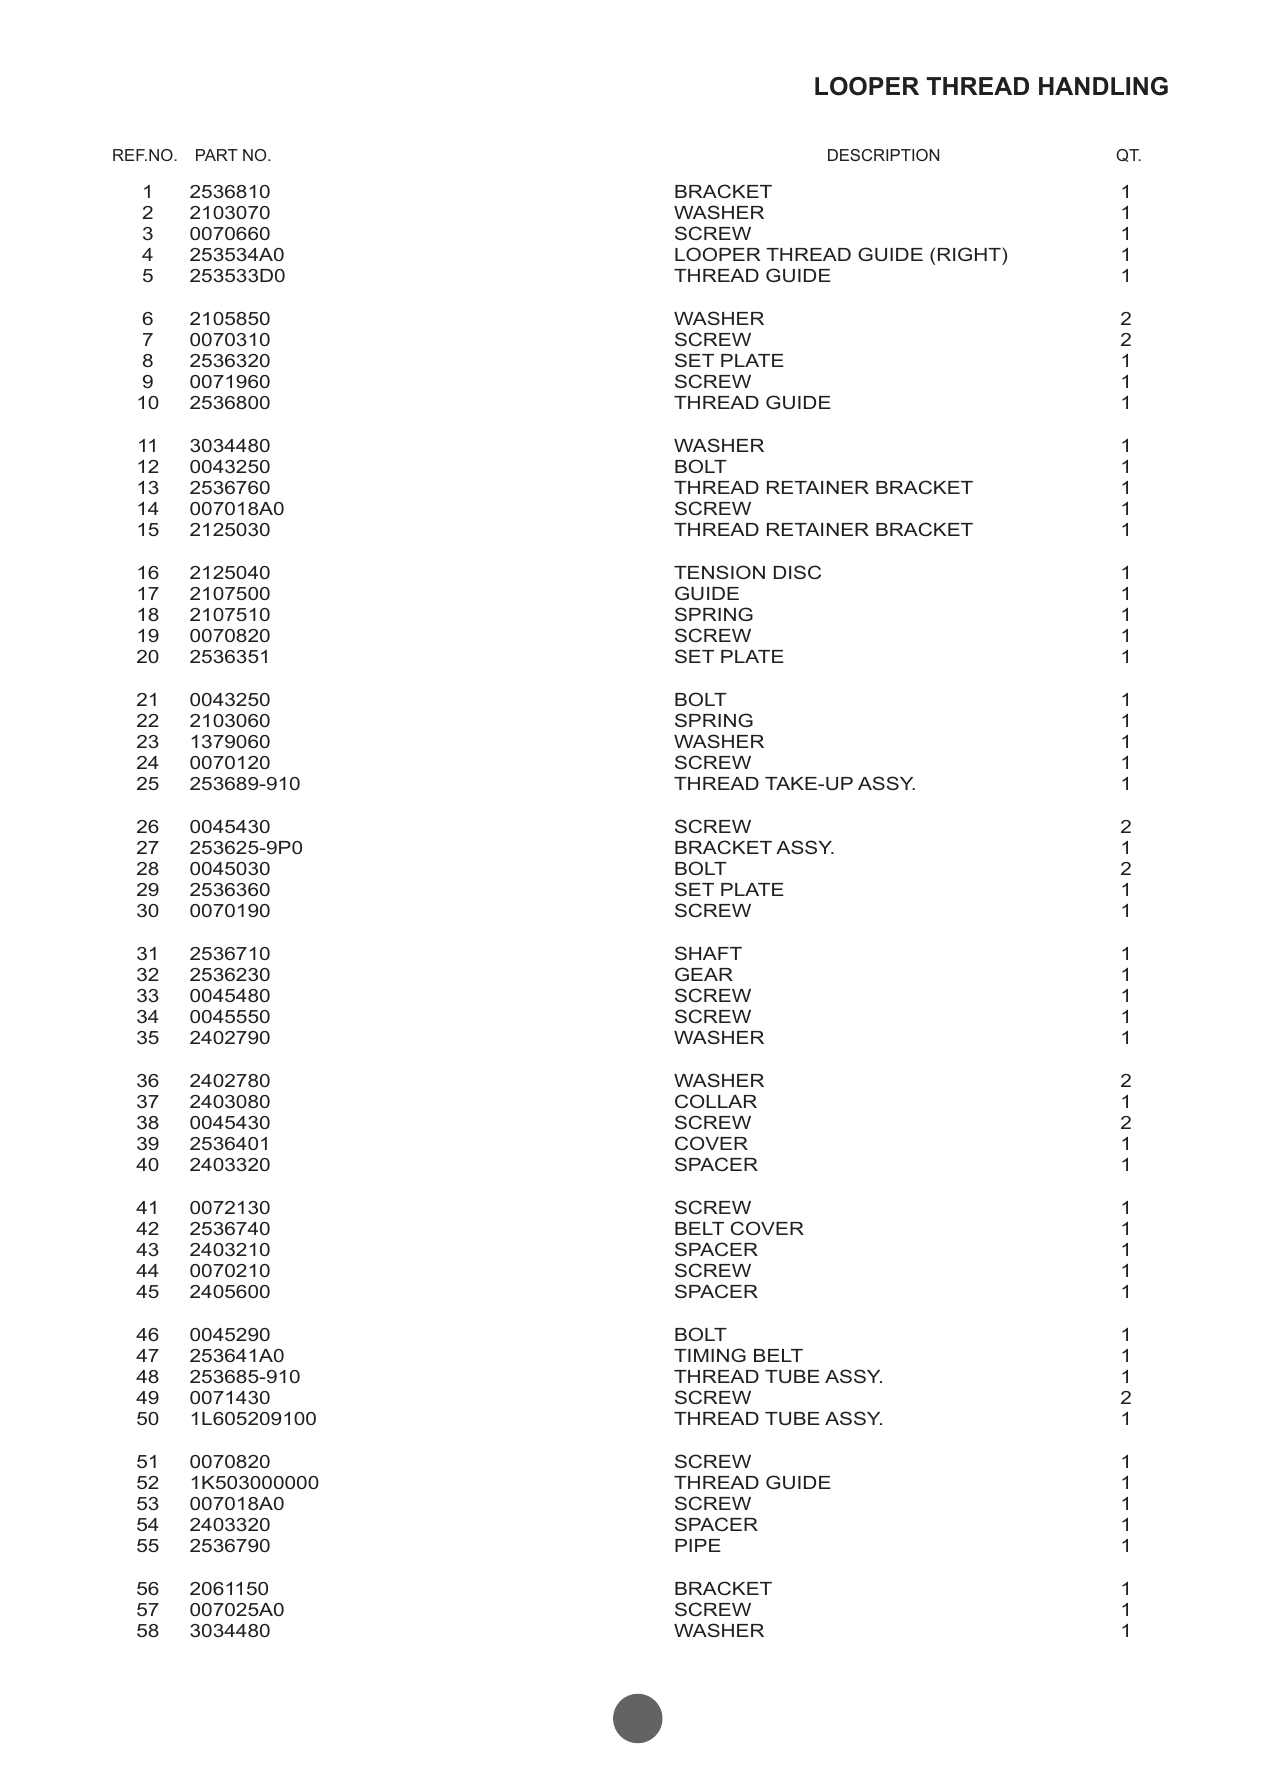 LOOPER THREAD HANDLING
REF.NO. PART NO. DESCRIPTION QT.
1 2536810 BRACKET 1
2 2103070 WASHER 1
3 0070660 SCREW 1
4 253534A0 LOOPER THREAD GUIDE (RIGHT) 1
5 253533D0 THREAD GUIDE 1
6 2105850 WASHER 2
7 0070310 SCREW 2
8 2536320 SET PLATE 1
9 0071960 SCREW 1
10 2536800 THREAD GUIDE 1
11 3034480 WASHER 1
12 0043250 BOLT 1
13 2536760 THREAD RETAINER BRACKET 1
14 007018A0 SCREW 1
15 2125030 THREAD RETAINER BRACKET 1
16 2125040 TENSION DISC 1
17 2107500 GUIDE 1
18 2107510 SPRING 1
19 0070820 SCREW 1
20 2536351 SET PLATE 1
21 0043250 BOLT 1
22 2103060 SPRING 1
23 1379060 WASHER 1
24 0070120 SCREW 1
25 253689-910 THREAD TAKE-UP ASSY. 1
26 0045430 SCREW 2
27 253625-9P0 BRACKET ASSY. 1
28 0045030 BOLT 2
29 2536360 SET PLATE 1
30 0070190 SCREW 1
31 2536710 SHAFT 1
32 2536230 GEAR 1
33 0045480 SCREW 1
34 0045550 SCREW 1
35 2402790 WASHER 1
36 2402780 WASHER 2
37 2403080 COLLAR 1
38 0045430 SCREW 2
39 2536401 COVER 1
40 2403320 SPACER 1
41 0072130 SCREW 1
42 2536740 BELT COVER 1
43 2403210 SPACER 1
44 0070210 SCREW 1
45 2405600 SPACER 1
46 0045290 BOLT 1
47 253641A0 TIMING BELT 1
48 253685-910 THREAD TUBE ASSY. 1
49 0071430 SCREW 2
50 1L605209100 THREAD TUBE ASSY. 1
51 0070820 SCREW 1
52 1K503000000 THREAD GUIDE 1
53 007018A0 SCREW 1
54 2403320 SPACER 1
55 2536790 PIPE 1
56 2061150 BRACKET 1
57 007025A0 SCREW 1
58 3034480 WASHER 1